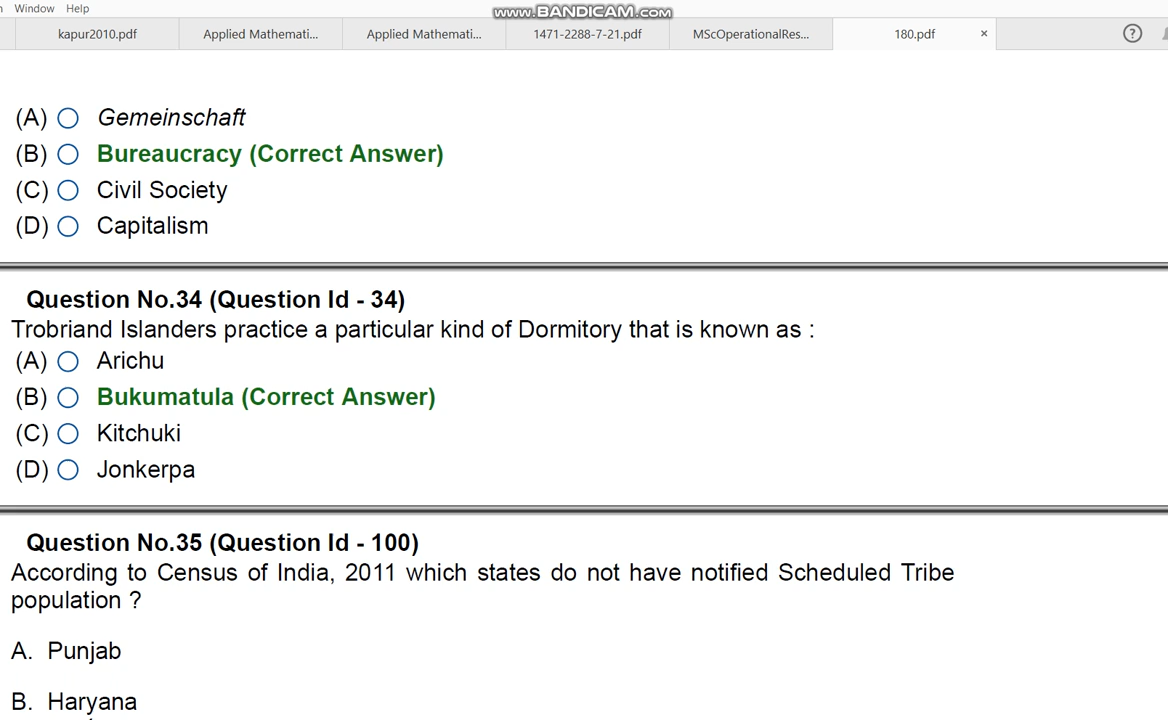 Window Help
www.BANDICAM.com
kapur2010.pdf Applied Mathemati... Applied Mathemati... 1471-2288-7-21.pdf MScOperationalRes... 180.pdf × ?
(A) Gemeinschaft
(B) Bureaucracy (Correct Answer)
(C) Civil Society
(D) Capitalism
Question No.34 (Question Id - 34)
Trobriand Islanders practice a particular kind of Dormitory that is known as :
(A) Arichu
(B) Bukumatula (Correct Answer)
(C) Kitchuki
(D) Jonkerpa
Question No.35 (Question Id - 100)
According to Census of India, 2011 which states do not have notified Scheduled Tribe
population ?
A. Punjab
B. Haryana